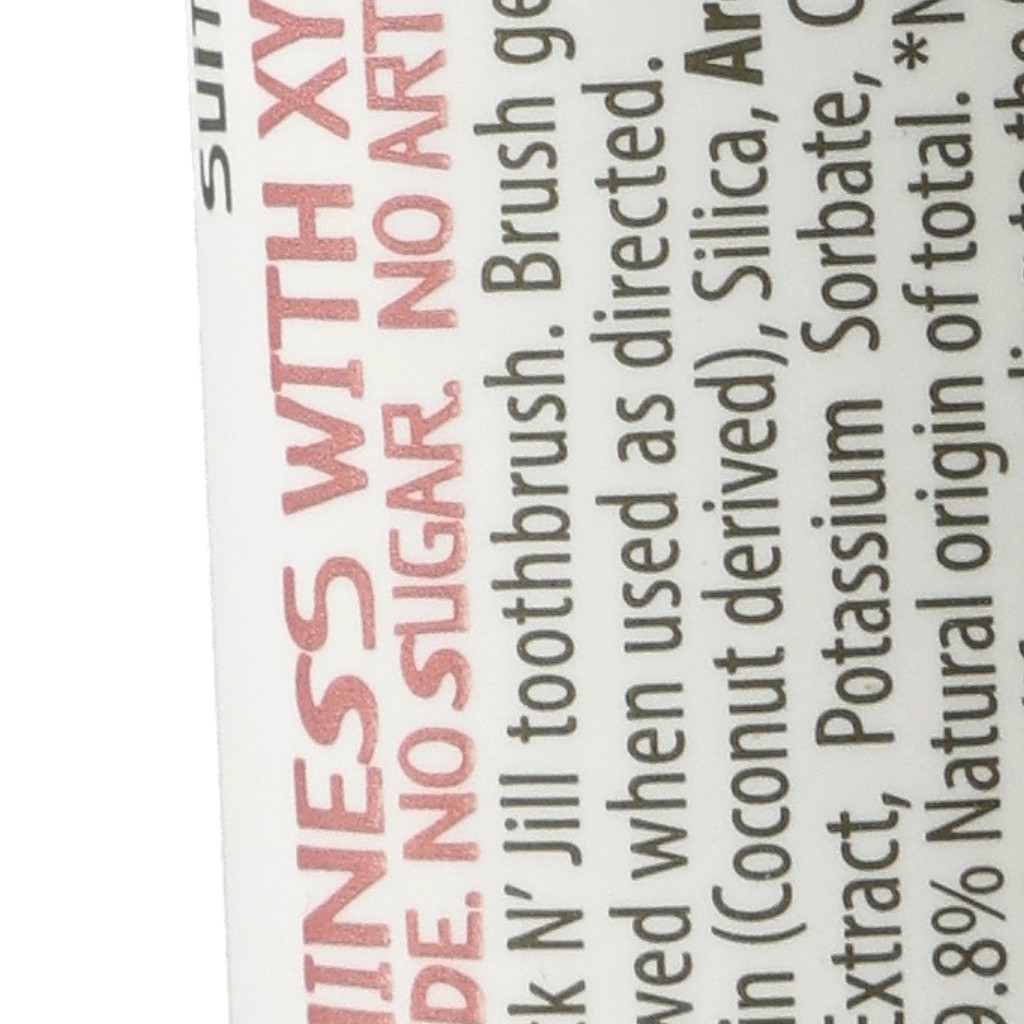 SUIT
INESS WITH XY
DE. NO SUGAR. NO ART
k N' Jill toothbrush. Brush ge
wed when used as directed.
in (Coconut derived), Silica, Ar
Extract, Potassium Sorbate, C
9.8% Natural origin of total. *N